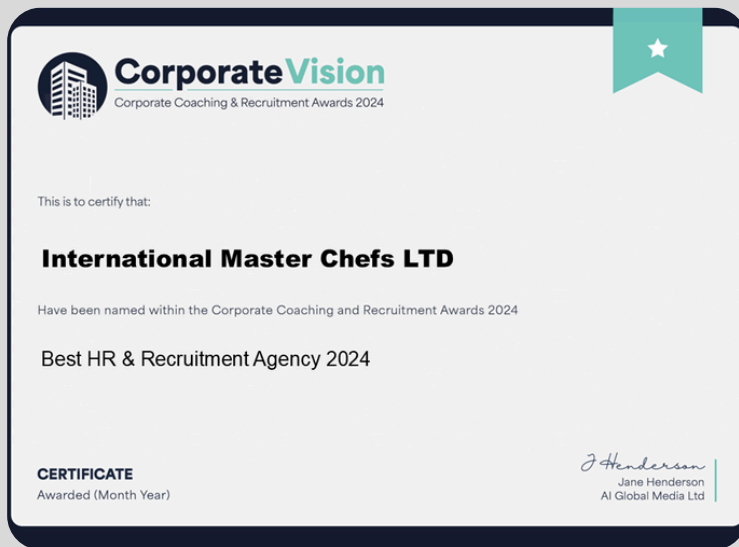 CorporateVision
Corporate Coaching & Recruitment Awards 2024
This is to certify that:
International Master Chefs LTD
Have been named within the Corporate Coaching and Recruitment Awards 2024
Best HR & Recruitment Agency 2024
CERTIFICATE
Awarded (Month Year)
J Henderson
Jane Henderson
AI Global Media Ltd